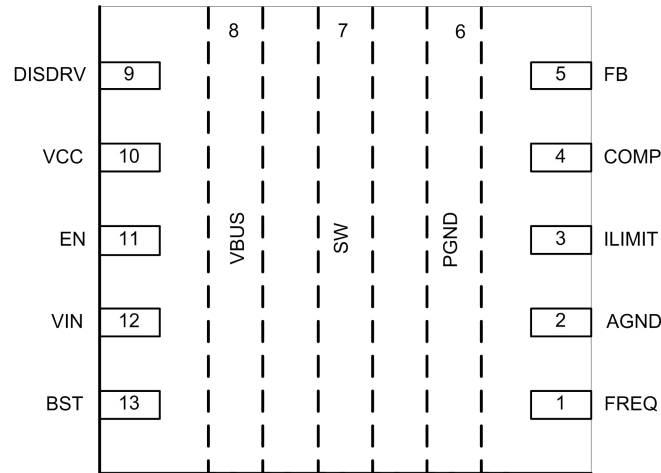 8 7 6
DISDRV 9 5 FB
VCC 10 4 COMP
EN 11 VBUS SW PGND 3 ILIMIT
VIN 12 2 AGND
BST 13 1 FREQ